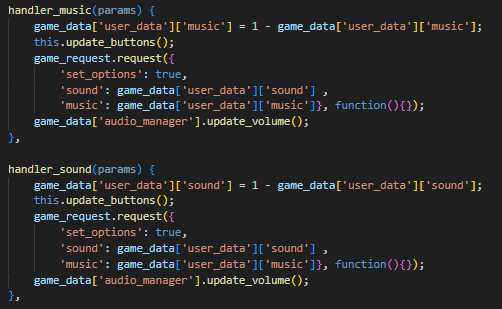 handler_music(params) {
    game_data['user_data']['music'] = 1 - game_data['user_data']['music'];
    this.update_buttons();
    game_request.request({
        'set_options': true,
        'sound': game_data['user_data']['sound'] ,
        'music': game_data['user_data']['music']}, function(){});
    game_data['audio_manager'].update_volume();
},

handler_sound(params) {
    game_data['user_data']['sound'] = 1 - game_data['user_data']['sound'];
    this.update_buttons();
    game_request.request({
        'set_options': true,
        'sound': game_data['user_data']['sound'] ,
        'music': game_data['user_data']['music']}, function(){});
    game_data['audio_manager'].update_volume();
},